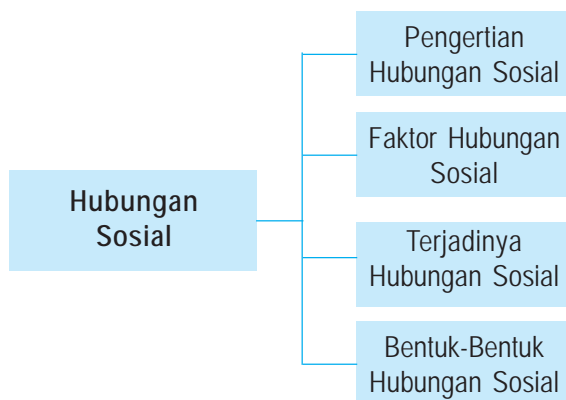 Pengertian
Hubungan Sosial
Faktor Hubungan
Sosial
Hubungan
Sosial
Terjadinya
Hubungan Sosial
Bentuk-Bentuk
Hubungan Sosial